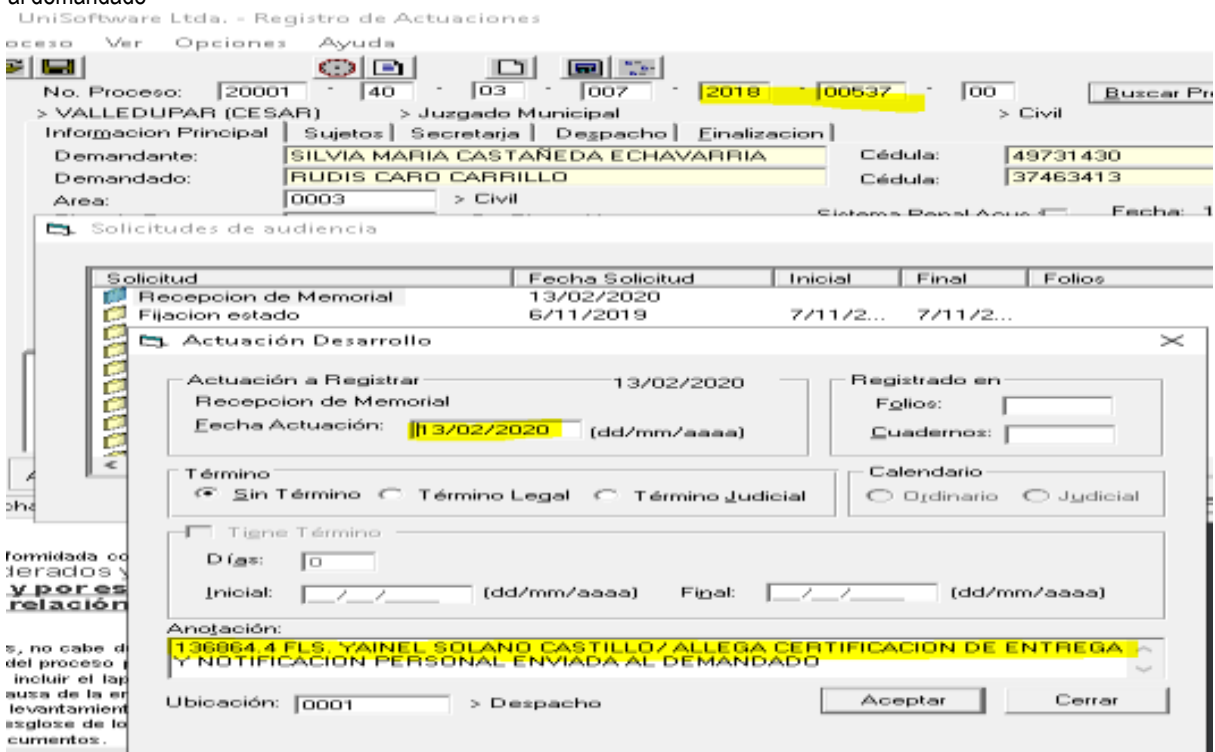 al demandado
UniSoftware Ltda. - Registro de Actuaciones
oceso Ver Opciones Ayuda
No. Proceso: 20001 - 40 - 03 - 007 - 2018 - 00537 - 00 Buscar Pr
> VALLEDUPAR (CESAR) > Juzgado Municipal > Civil
Informacion Principal Sujetos Secretaria Despacho Finalizacion
Demandante: SILVIA MARIA CASTAÑEDA ECHAVARRIA Cédula: 49731430
Demandado: RUDIS CARO CARRILLO Cédula: 37463413
Area: 0003 > Civil
Fecha: 1
Solicitudes de audiencia
Solicitud Fecha Solicitud Inicial Final Folios
Recepcion de Memorial 13/02/2020
Fijacion estado 6/11/2019 7/11/2... 7/11/2...
Actuación Desarrollo
Actuación a Registrar 13/02/2020 Registrado en
Recepcion de Memorial Folios:
Fecha Actuación: 13/02/2020 (dd/mm/aaaa) Cuadernos:
Término Calendario
Sin Término Término Legal Término Judicial Ordinario Judicial
Tiene Término
formidada co
derados y Días: 0
y por es
relación Inicial: _/_/_ (dd/mm/aaaa) Final: _/_/_ (dd/mm/aaaa)
Anotación:
s, no cabe d 136864.4 FLS. YAINEL SOLANO CASTILLO/ ALLEGA CERTIFICACION DE ENTREGA
del proceso Y NOTIFICACION PERSONAL ENVIADA AL DEMANDADO
incluir el lap
ausa de la er
levantamient Ubicación: 0001 > Despacho Aceptar Cerrar
esglose de lo
cumentos.